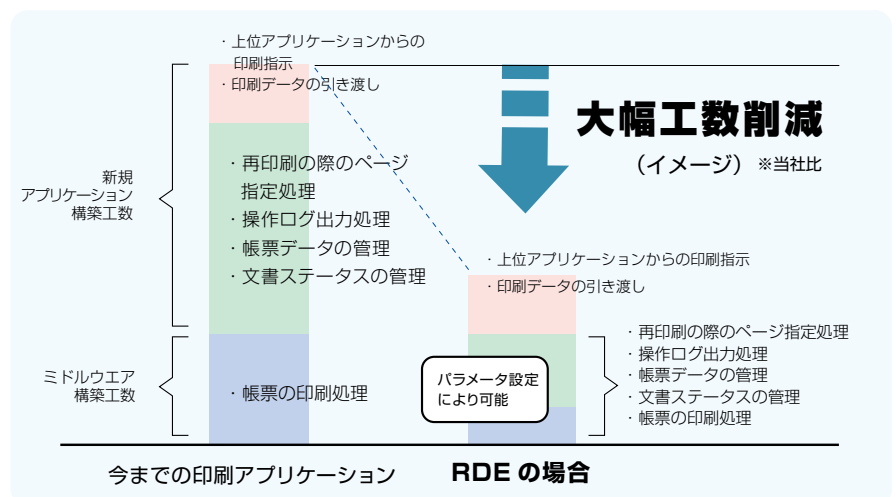 ・上位アプリケーションからの
印刷指示
・印刷データの引き渡し
大幅工数削減
（イメージ） ※当社比
新規
アプリケーション
構築工数
・再印刷の際のページ
指定処理
・操作ログ出力処理
・帳票データの管理
・文書ステータスの管理
・上位アプリケーションからの印刷指示
・印刷データの引き渡し
ミドルウエア
構築工数
・帳票の印刷処理
パラメータ設定
により可能
・再印刷の際のページ指定処理
・操作ログ出力処理
・帳票データの管理
・文書ステータスの管理
・帳票の印刷処理
今までの印刷アプリケーション
RDE の場合